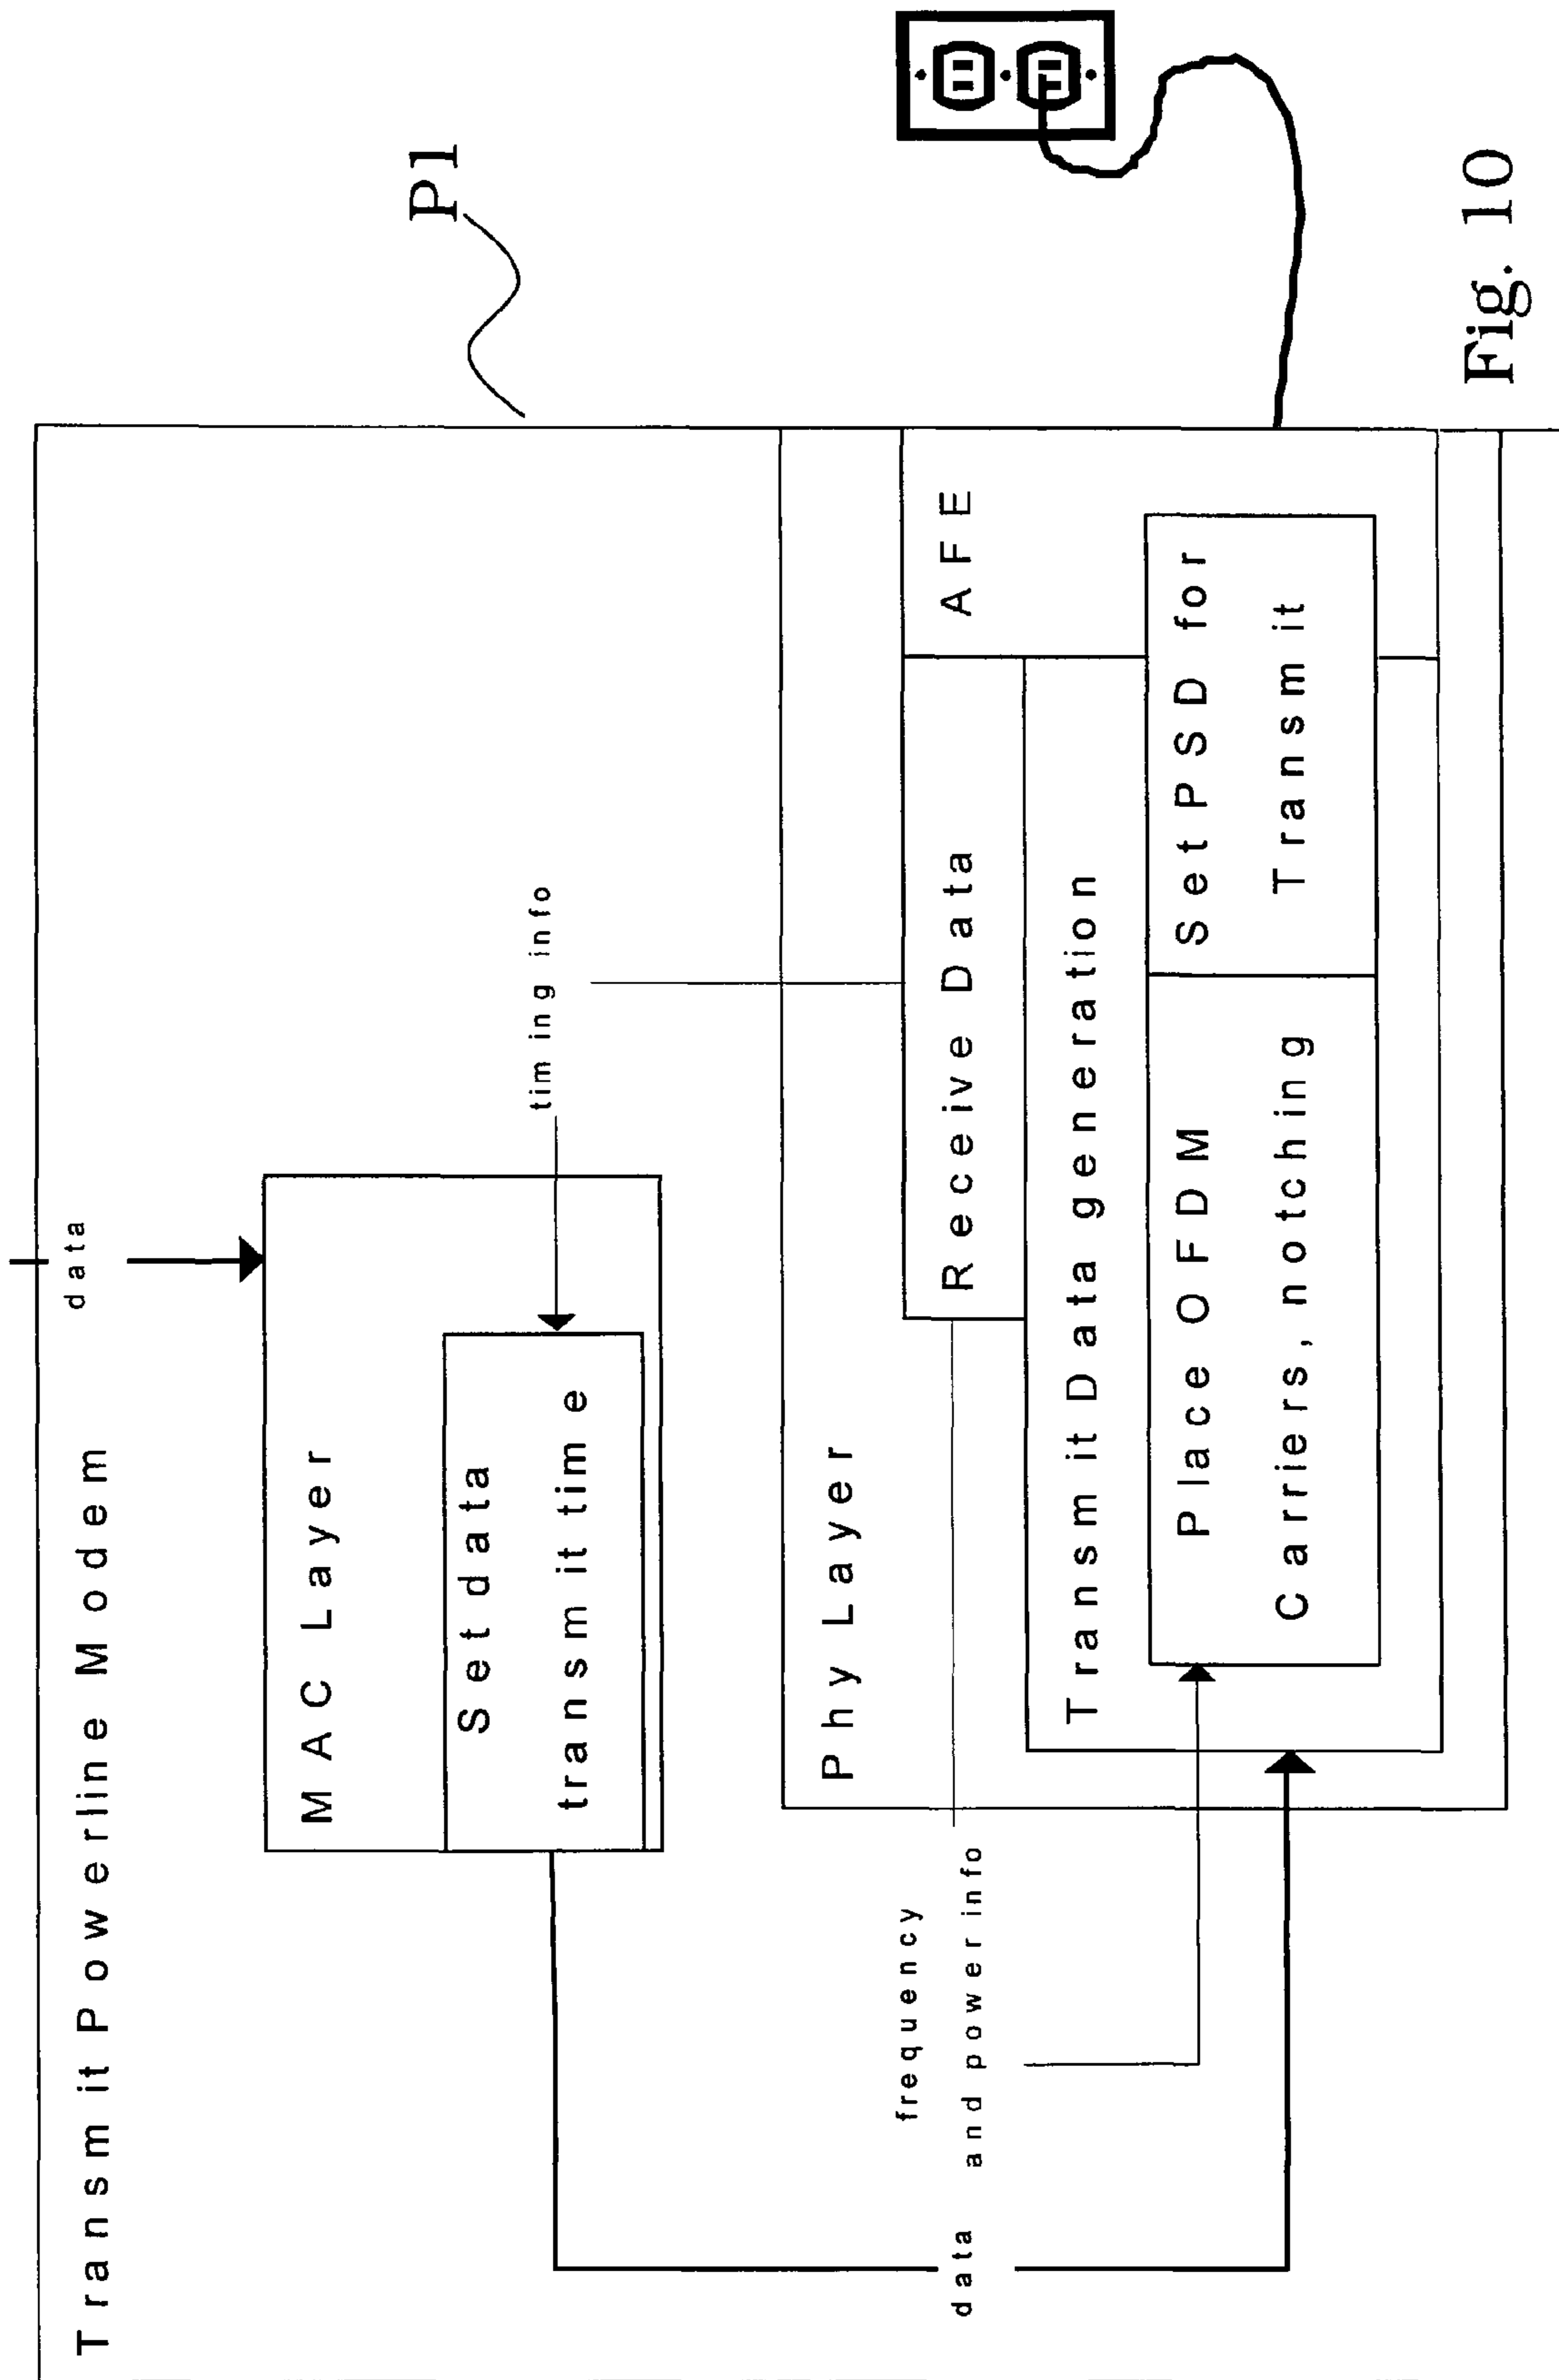 Transmit Powerline Modem
data
P1
MAC Layer
Set data
transmit time
timing info
Phy Layer
frequency
and power info
data
Receive Data
AFE
Transmit Data generation
Place OFDM
Carriers, notching
Set PSD for
Transmit
Fig. 10